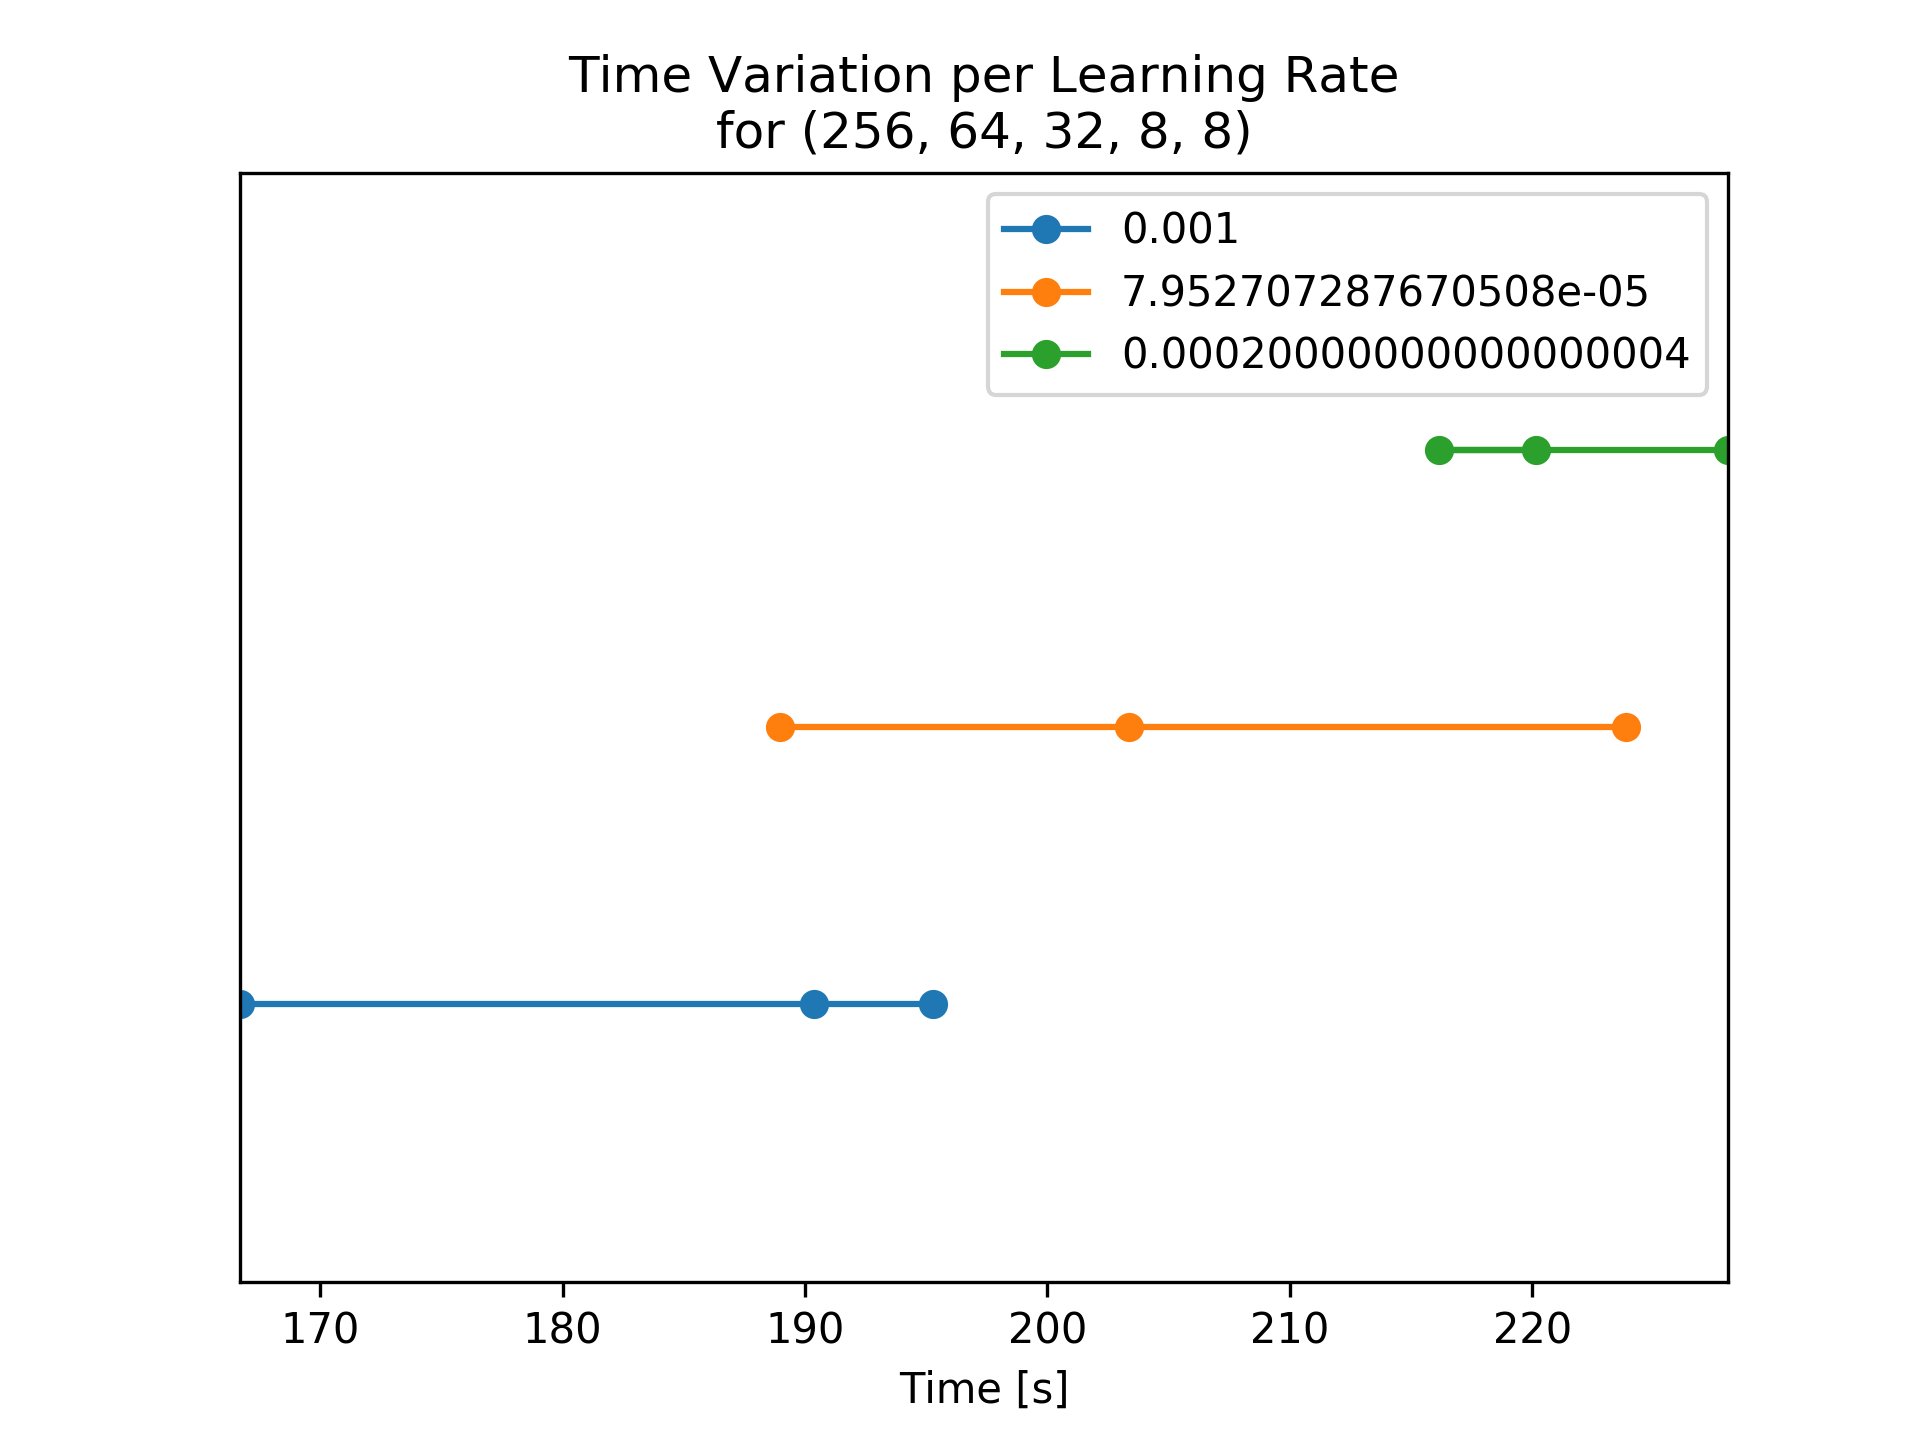 Time Variation per Learning Rate
for (256, 64, 32, 8, 8)
0.001
7.952707287670508e-05
0.00020000000000000004
170 180 190 200 210 220
Time [s]